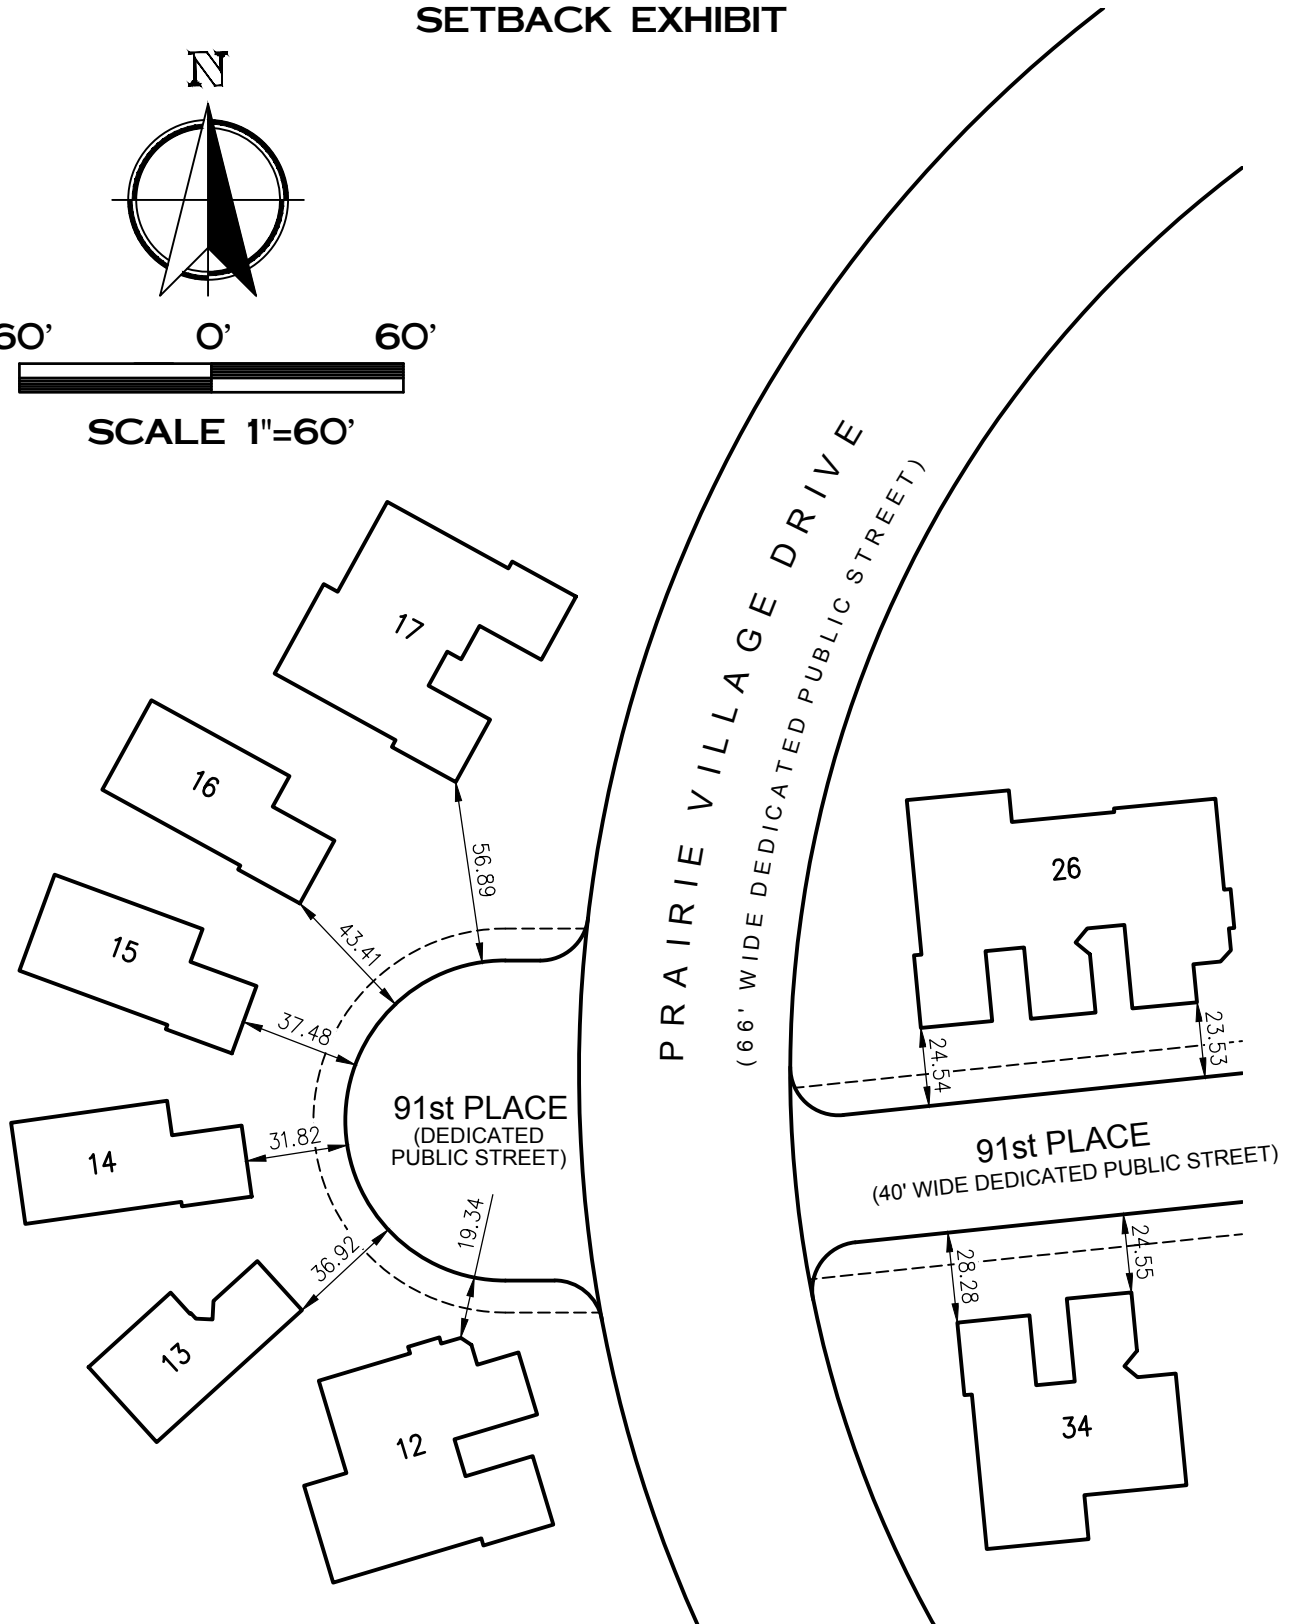 SETBACK EXHIBIT
N
60' 0' 60'
SCALE 1"=60'
PRAIRIE VILLAGE DRIVE
(66' WIDE DEDICATED PUBLIC STREET)
17
16
15
14
13
12
26
34
56.89
43.41
37.48
31.82
36.92
19.34
91st PLACE
(DEDICATED
PUBLIC STREET)
24.54
23.53
91st PLACE
(40' WIDE DEDICATED PUBLIC STREET)
28.28
24.55